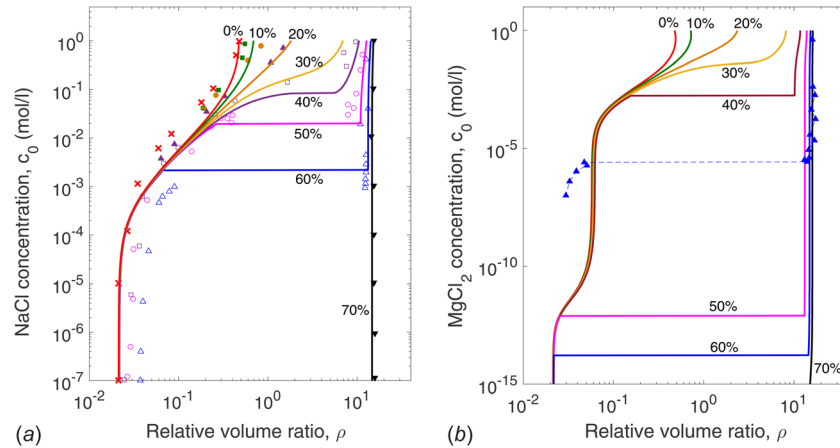 0% 10% 20%
30%
40%
50%
60%
70%
10^0
10^-1
10^-2
10^-3
10^-4
10^-5
10^-6
10^-7
NaCl concentration, c_0 (mol/l)
10^-2 10^-1 10^0 10^1
Relative volume ratio, ρ
(a)
0% 10% 20%
30%
40%
50%
60%
70%
10^0
10^-5
10^-10
10^-15
MgCl_2 concentration, c_0 (mol/l)
10^-2 10^-1 10^0 10^1
Relative volume ratio, ρ
(b)